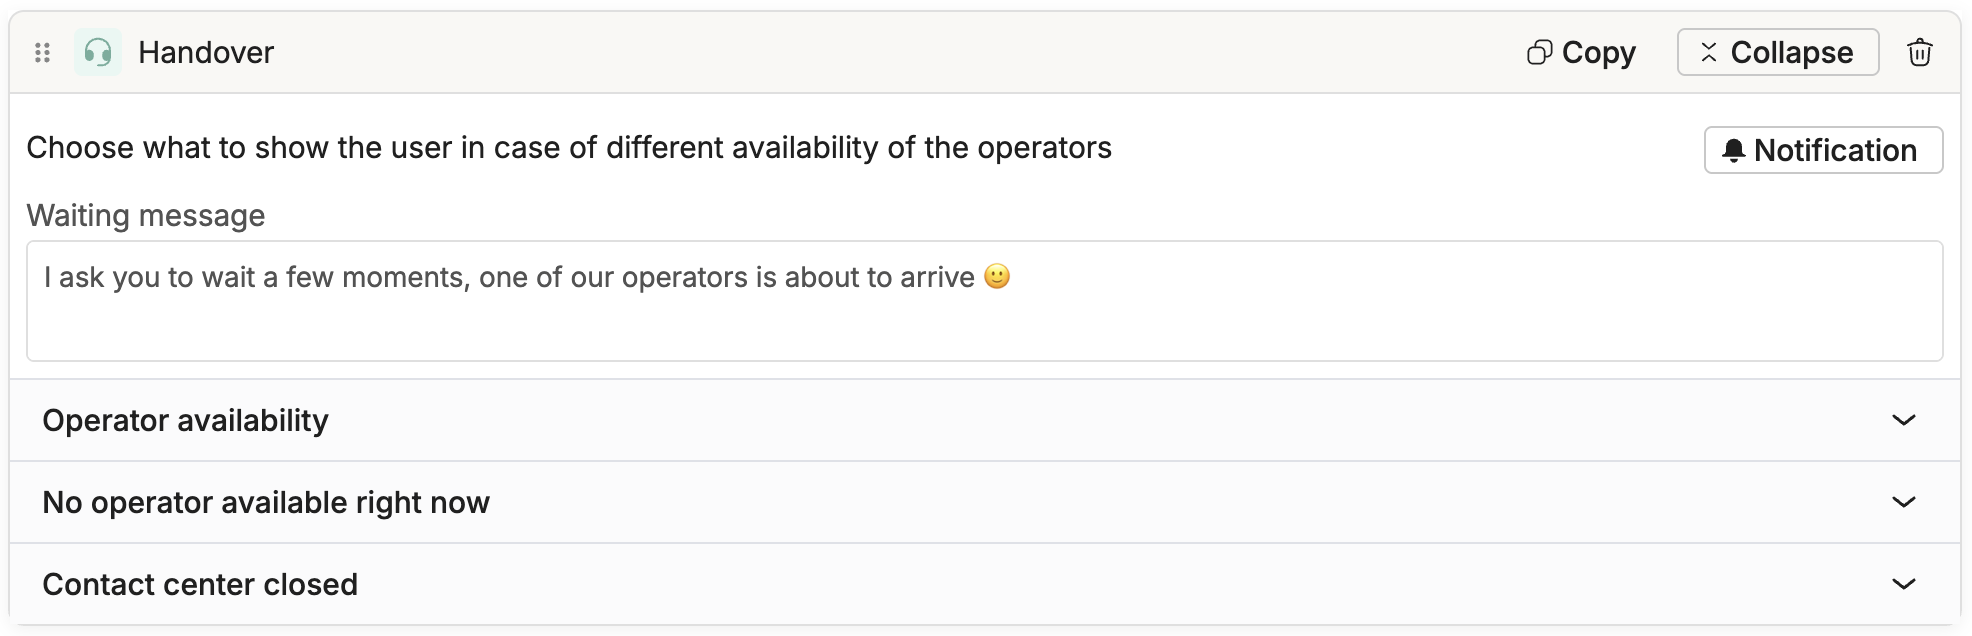 Handover
Copy
Collapse
Choose what to show the user in case of different availability of the operators
Notification
Waiting message
I ask you to wait a few moments, one of our operators is about to arrive 🙂
Operator availability
No operator available right now
Contact center closed